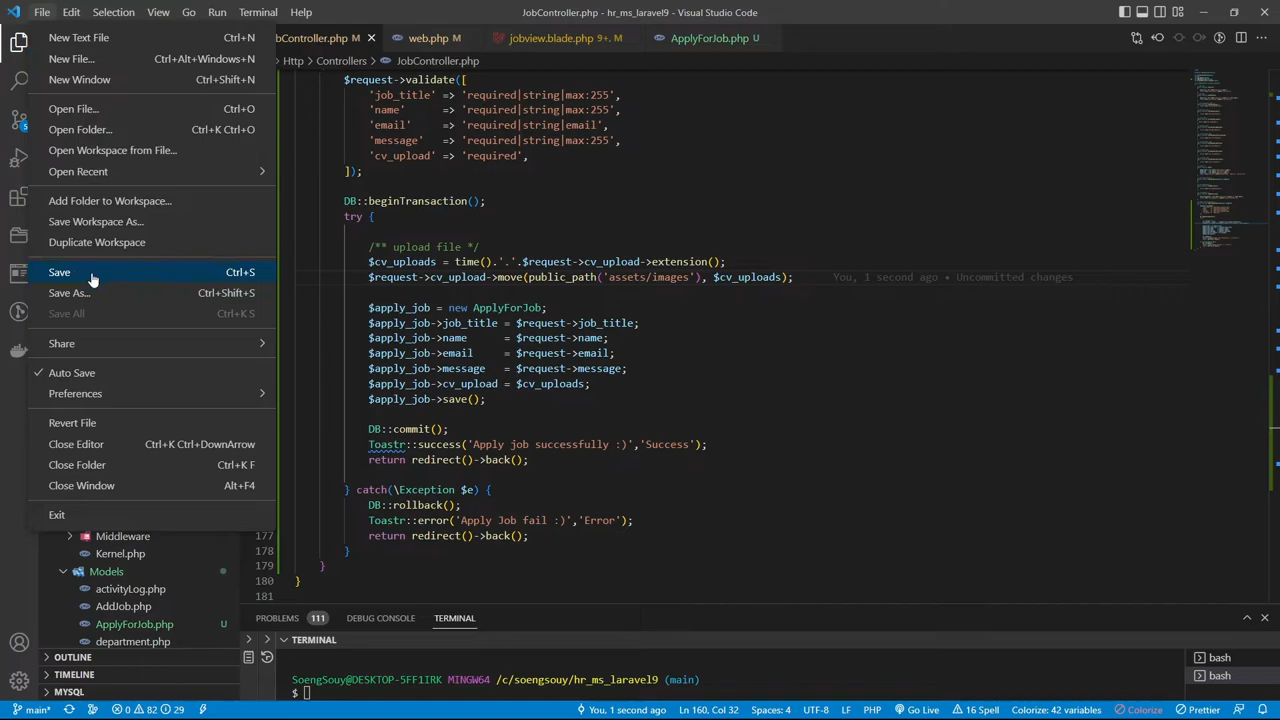 File Edit Selection View Go Run Terminal Help
JobController.php - hr_ms_laravel9 - Visual Studio Code
New Text File Ctrl+N
New File... Ctrl+Alt+Windows+N
New Window Ctrl+Shift+N
Open File... Ctrl+O
Open Folder... Ctrl+K Ctrl+O
Open Workspace from File...
Open Recent
Add Folder to Workspace...
Save Workspace As...
Duplicate Workspace
Save Ctrl+S
Save As... Ctrl+Shift+S
Save All Ctrl+K S
Share
Auto Save
Preferences
Revert File
Close Editor Ctrl+K Ctrl+DownArrow
Close Folder Ctrl+K F
Close Window Alt+F4
Exit
Middleware
Kernel.php
Models
activityLog.php
AddJob.php
ApplyForJob.php U
department.php
OUTLINE
TIMELINE
MYSQL
bController.php M web.php M jobview.blade.php 9+, M ApplyForJob.php U
Http > Controllers > JobController.php
$request->validate([
'job_title' => 'required|string|max:255',
'name' => 'required|string|max:255',
'email' => 'required|string|email',
'message' => 'required|string|max:255',
'cv_upload' => 'required',
]);
DB::beginTransaction();
try {
/** upload file */
$cv_uploads = time().'.'.$request->cv_upload->extension();
$request->cv_upload->move(public_path('assets/images'), $cv_uploads); You, 1 second ago • Uncommitted changes
$apply_job = new ApplyForJob;
$apply_job->job_title = $request->job_title;
$apply_job->name = $request->name;
$apply_job->email = $request->email;
$apply_job->message = $request->message;
$apply_job->cv_upload = $cv_uploads;
$apply_job->save();
DB::commit();
Toastr::success('Apply job successfully :)','Success');
return redirect()->back();
} catch(\Exception $e) {
DB::rollback();
Toastr::error('Apply Job fail :)','Error');
177 return redirect()->back();
178 }
179 }
180 }
181
PROBLEMS 111 DEBUG CONSOLE TERMINAL
TERMINAL
SoengSouy@DESKTOP-5FF1IRK MINGW64 /c/soengsouy/hr_ms_laravel9 (main)
$
bash
bash
main* 0 82 29 You, 1 second ago Ln 160, Col 32 Spaces: 4 UTF-8 LF PHP Go Live 16 Spell Colorize: 42 variables Colorize Prettier